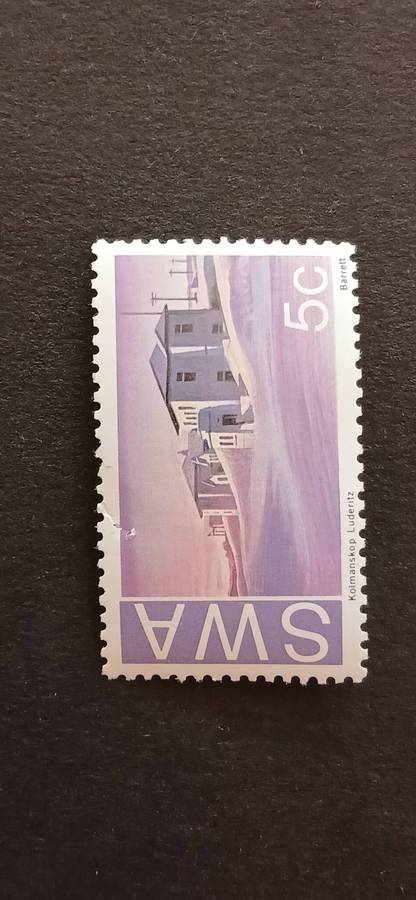 SWA
5c
Kolmanskop Luderitz
Barrett